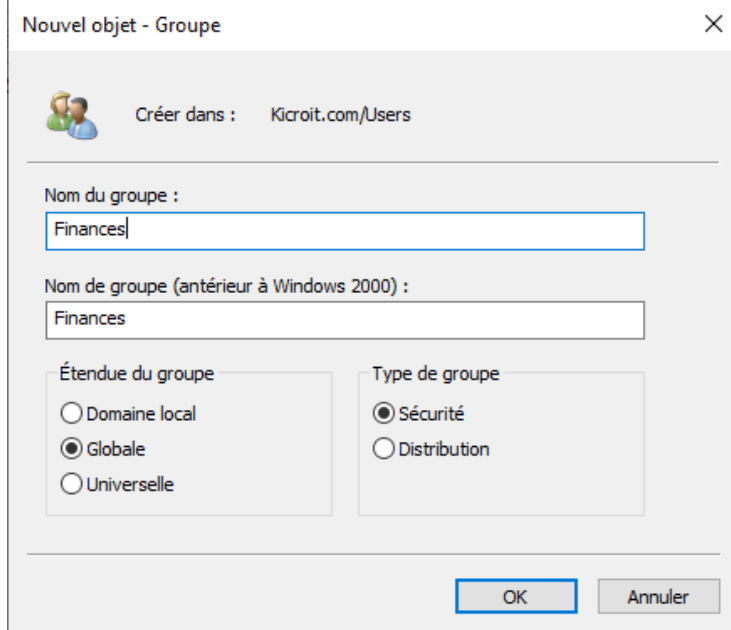 Nouvel objet - Groupe
Créer dans : Kicroit.com/Users
Nom du groupe :
Finances
Nom de groupe (antérieur à Windows 2000) :
Finances
Étendue du groupe
Domaine local
Globale
Universelle
Type de groupe
Sécurité
Distribution
OK Annuler